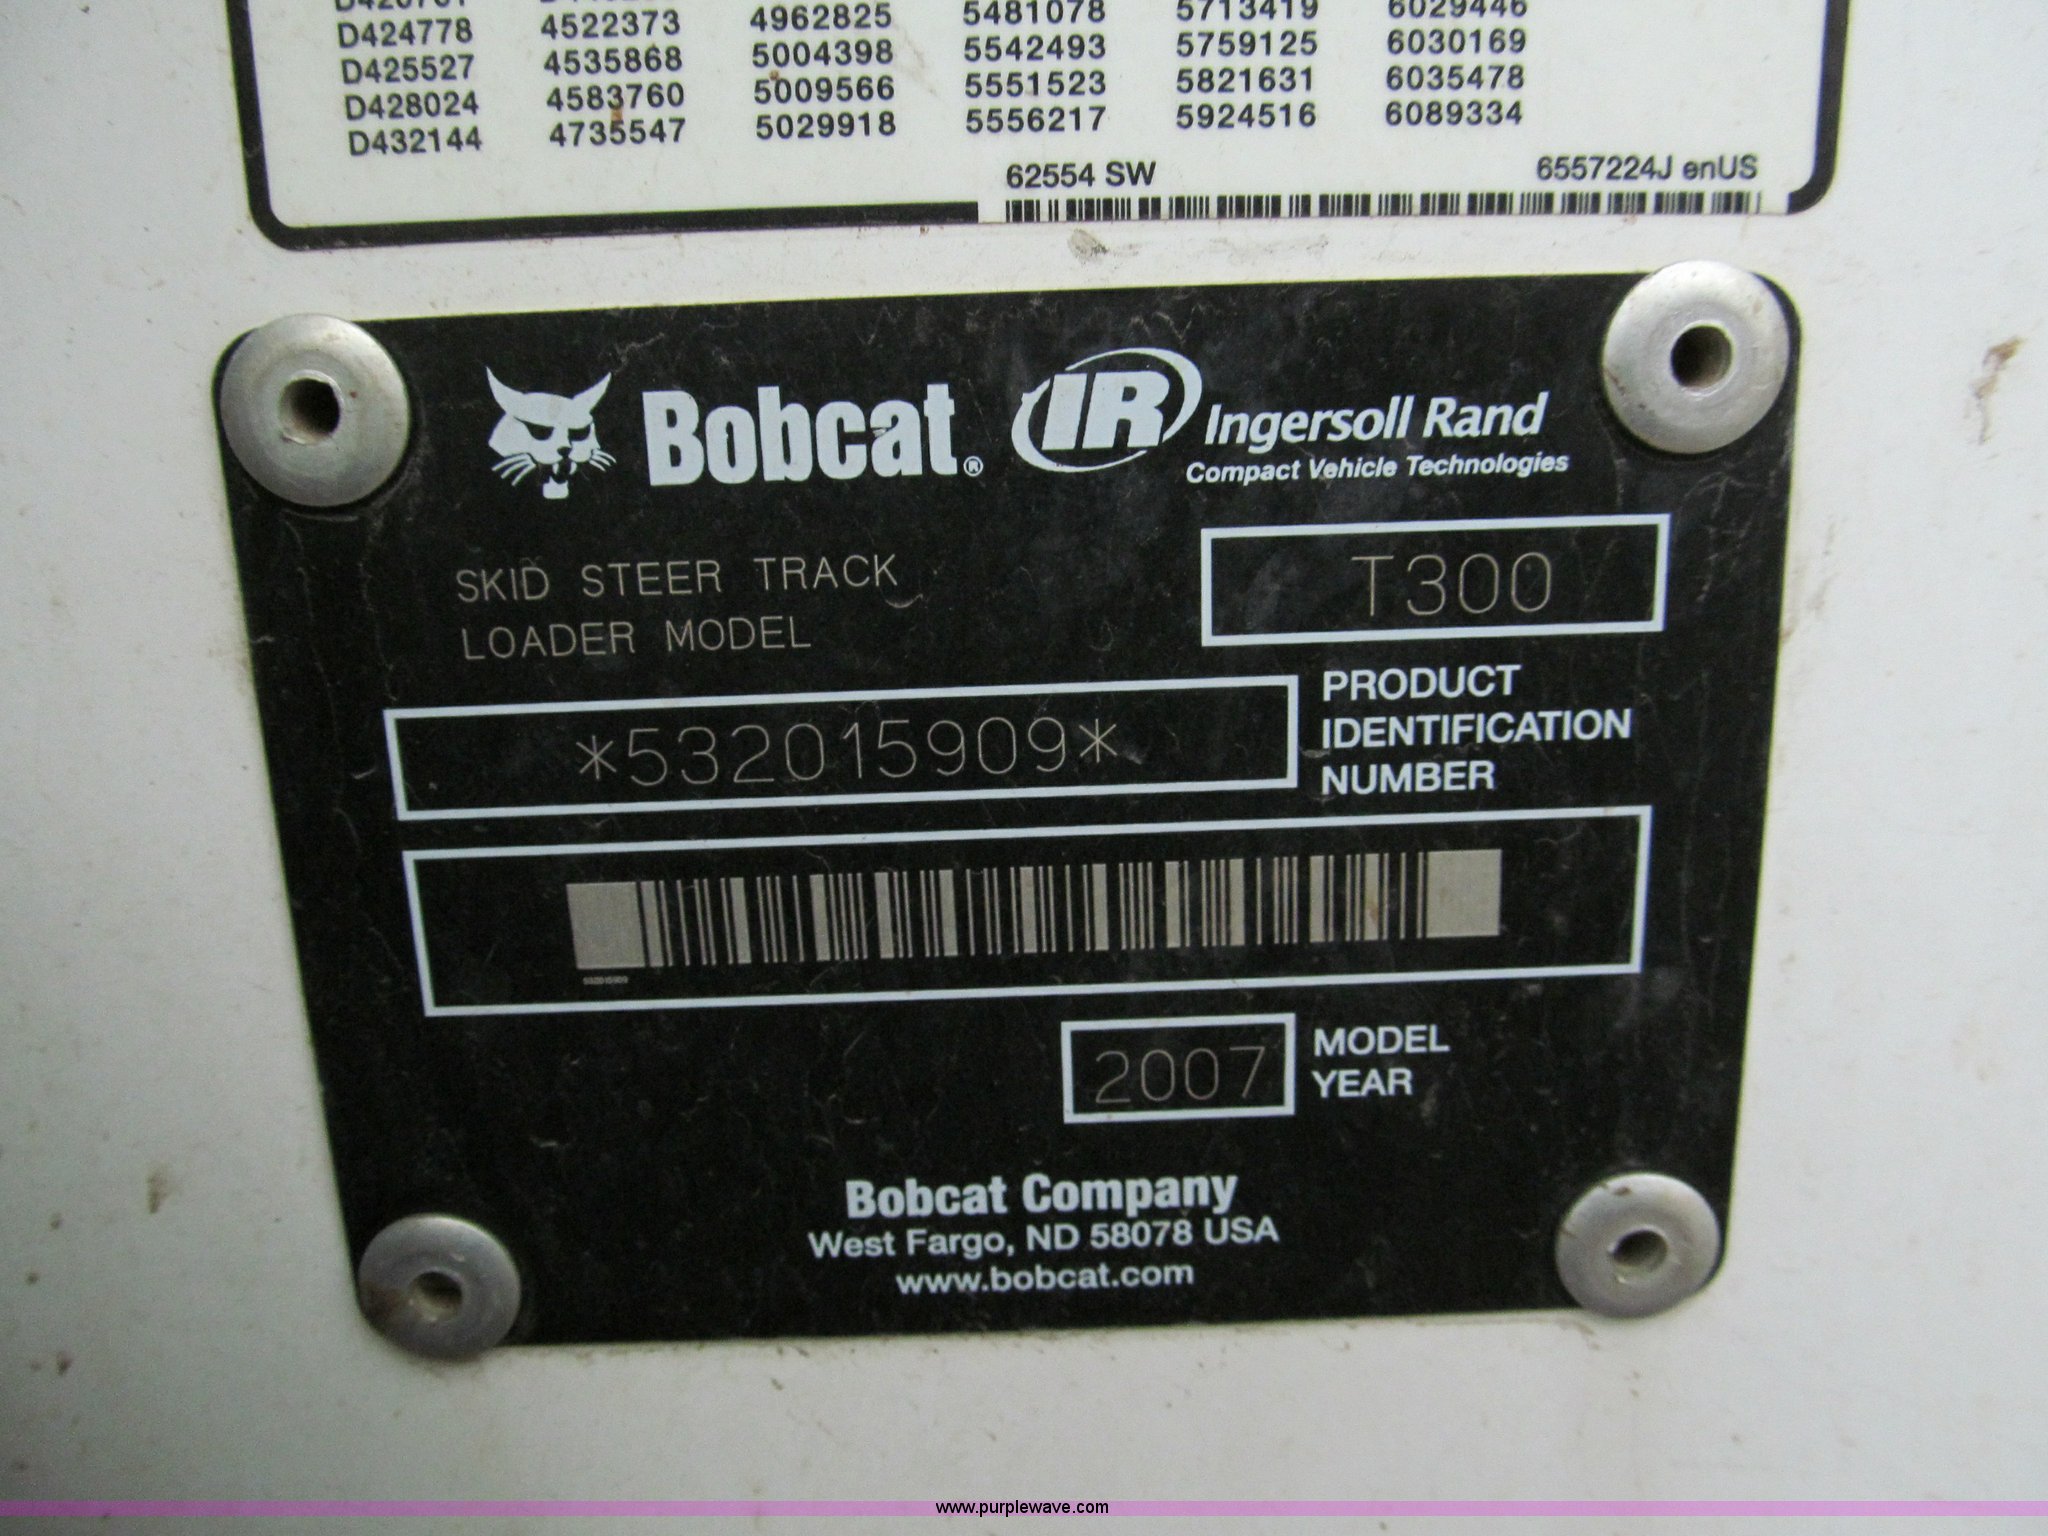 D424778 4522373 4962825 5481078 5713419 6029446
D425527 4535868 5004398 5542493 5759125 6030169
D428024 4583760 5009566 5551523 5821631 6035478
D432144 4735547 5029918 5556217 5924516 6089334
62554 SW 6557224J enUS
Bobcat® IR Ingersoll Rand
Compact Vehicle Technologies
SKID STEER TRACK
LOADER MODEL
T300
*532015909*
PRODUCT
IDENTIFICATION
NUMBER
532015909
2007
MODEL
YEAR
Bobcat Company
West Fargo, ND 58078 USA
www.bobcat.com
www.purplewave.com